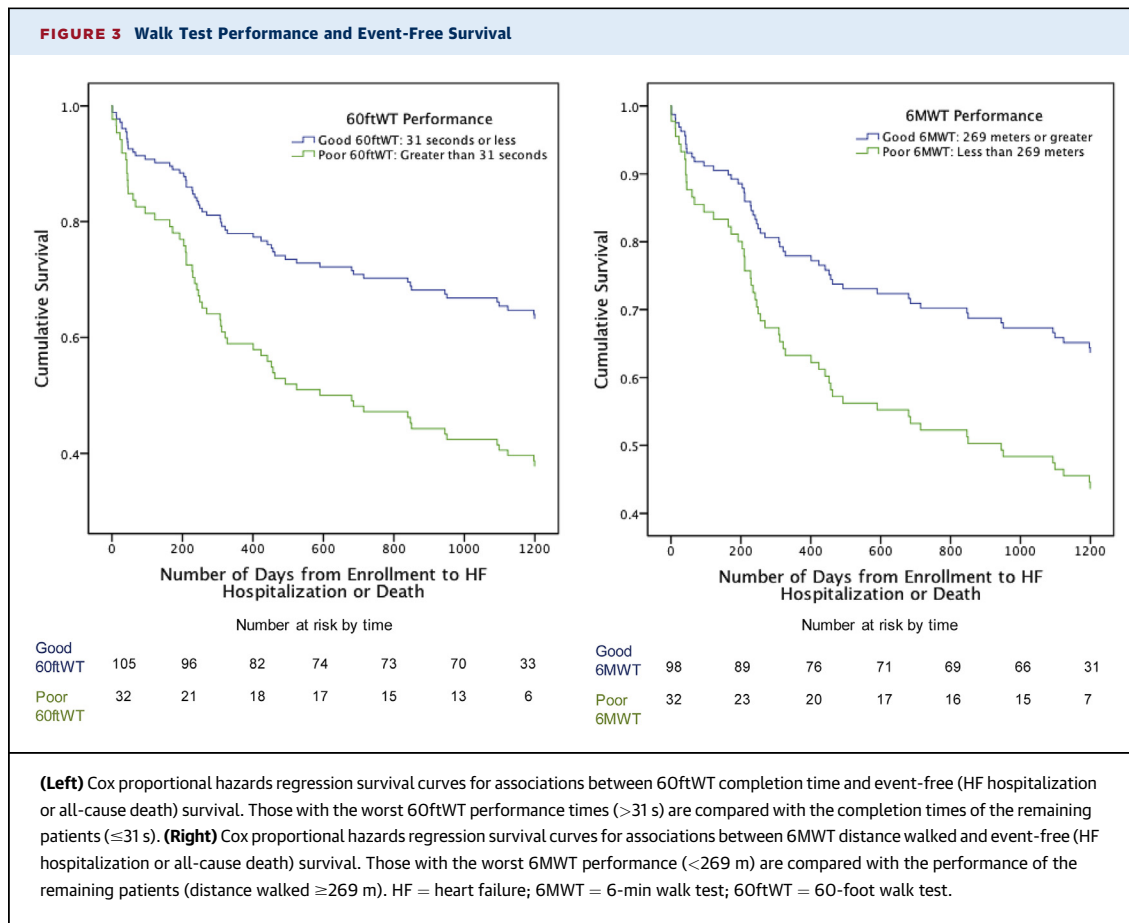 FIGURE 3 Walk Test Performance and Event-Free Survival
60ftWT Performance
Good 60ftWT: 31 seconds or less
Poor 60ftWT: Greater than 31 seconds
Cumulative Survival
1.0
0.8
0.6
0.4
0 200 400 600 800 1000 1200
Number of Days from Enrollment to HF
Hospitalization or Death
Number at risk by time
Good
60ftWT 105 96 82 74 73 70 33
Poor
60ftWT 32 21 18 17 15 13 6
6MWT Performance
Good 6MWT: 269 meters or greater
Poor 6MWT: Less than 269 meters
Cumulative Survival
1.0
0.9
0.8
0.7
0.6
0.5
0.4
0 200 400 600 800 1000 1200
Number of Days from Enrollment to HF
Hospitalization or Death
Number at risk by time
Good
6MWT 98 89 76 71 69 66 31
Poor
6MWT 32 23 20 17 16 15 7
(Left) Cox proportional hazards regression survival curves for associations between 60ftWT completion time and event-free (HF hospitalization
or all-cause death) survival. Those with the worst 60ftWT performance times (>31 s) are compared with the completion times of the remaining
patients (≤31 s). (Right) Cox proportional hazards regression survival curves for associations between 6MWT distance walked and event-free (HF
hospitalization or all-cause death) survival. Those with the worst 6MWT performance (<269 m) are compared with the performance of the
remaining patients (distance walked ≥269 m). HF = heart failure; 6MWT = 6-min walk test; 60ftWT = 60-foot walk test.